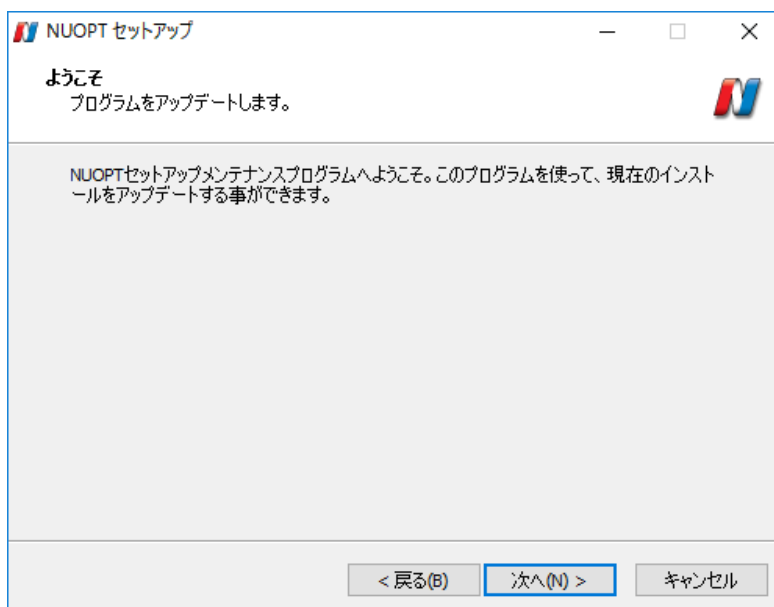 NUOPT セットアップ
ようこそ
プログラムをアップデートします。
NUOPTセットアップメンテナンスプログラムへようこそ。このプログラムを使って、現在のインスト
ールをアップデートする事ができます。
< 戻る(B)
次へ(N) >
キャンセル